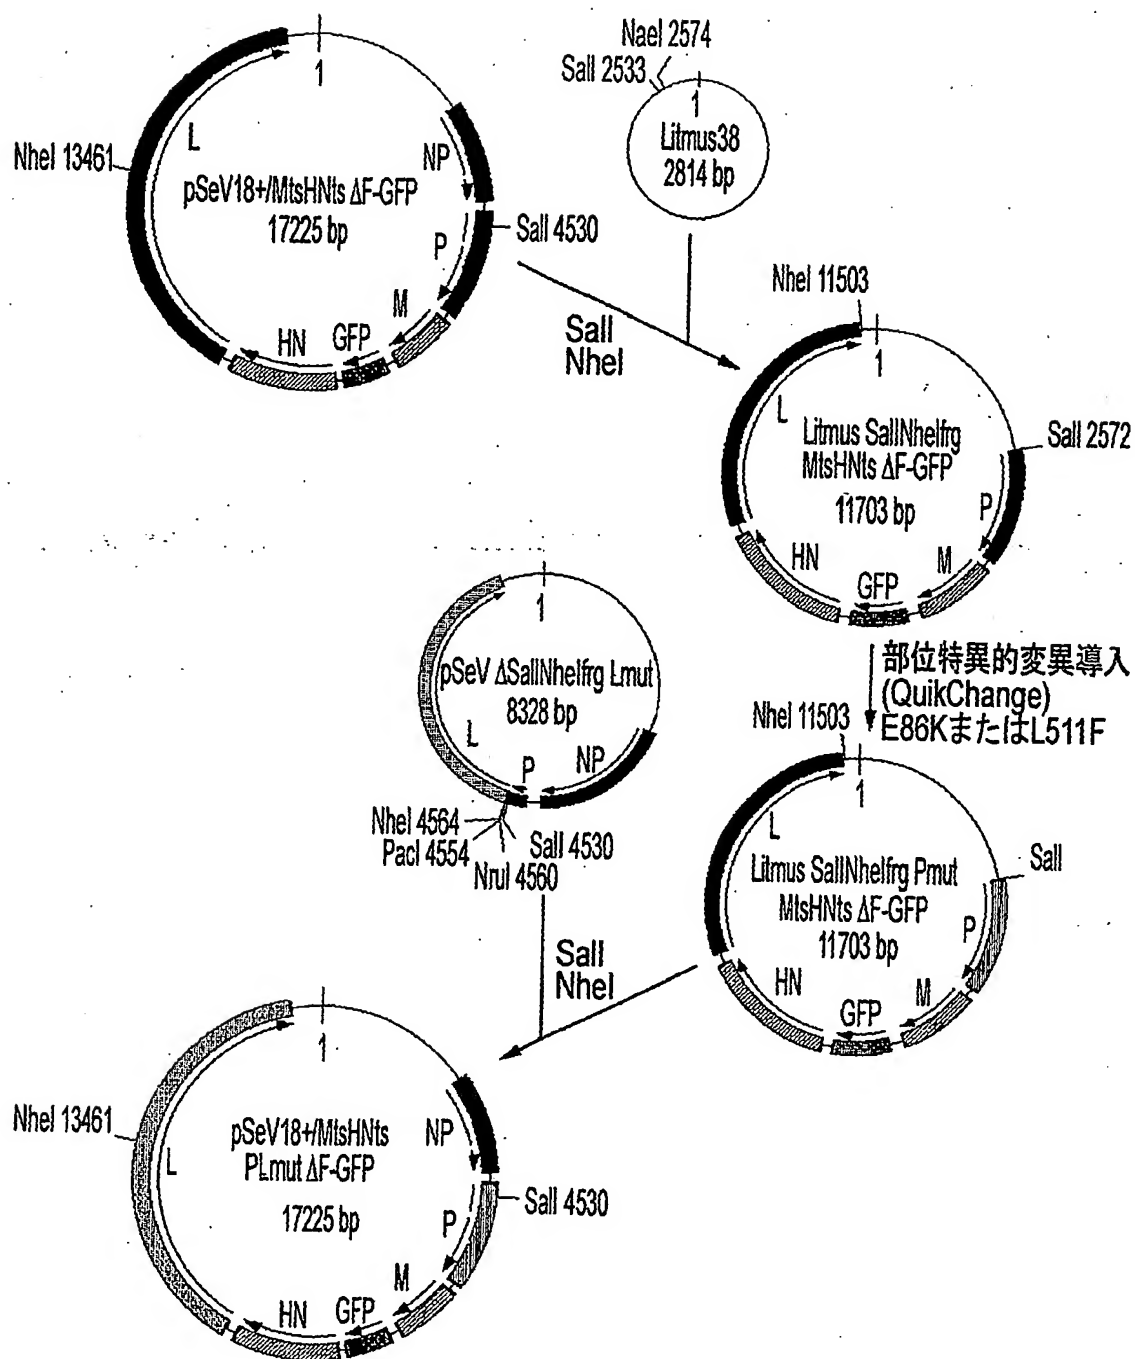 1
L
NheI 13461
NP
pSeV18+/MtsHNts ΔF-GFP
17225 bp
SalI 4530
P
M
GFP
HN
NaeI 2574
SalI 2533
1
Litmus38
2814 bp
SalI
NheI
NheI 11503
1
L
Litmus SalINheIfrg
MtsHNts ΔF-GFP
11703 bp
SalI 2572
P
M
GFP
HN
部位特異的変異導入
(QuikChange)
E86KまたはL511F
1
pSeV ΔSalINheIfrg Lmut
8328 bp
L
P
NP
NheI 4564
PacI 4554
NruI 4560
SalI 4530
NheI 11503
1
L
Litmus SalINheIfrg Pmut
MtsHNts ΔF-GFP
11703 bp
SalI
P
M
GFP
HN
SalI
NheI
1
NheI 13461
L
NP
pSeV18+/MtsHNts
PLmut ΔF-GFP
17225 bp
SalI 4530
P
M
GFP
HN